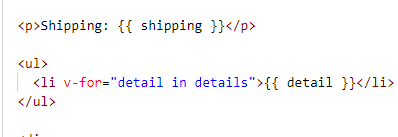 <p>Shipping: {{ shipping }}</p>
<ul>
<li v-for="detail in details">{{ detail }}</li>
</ul>